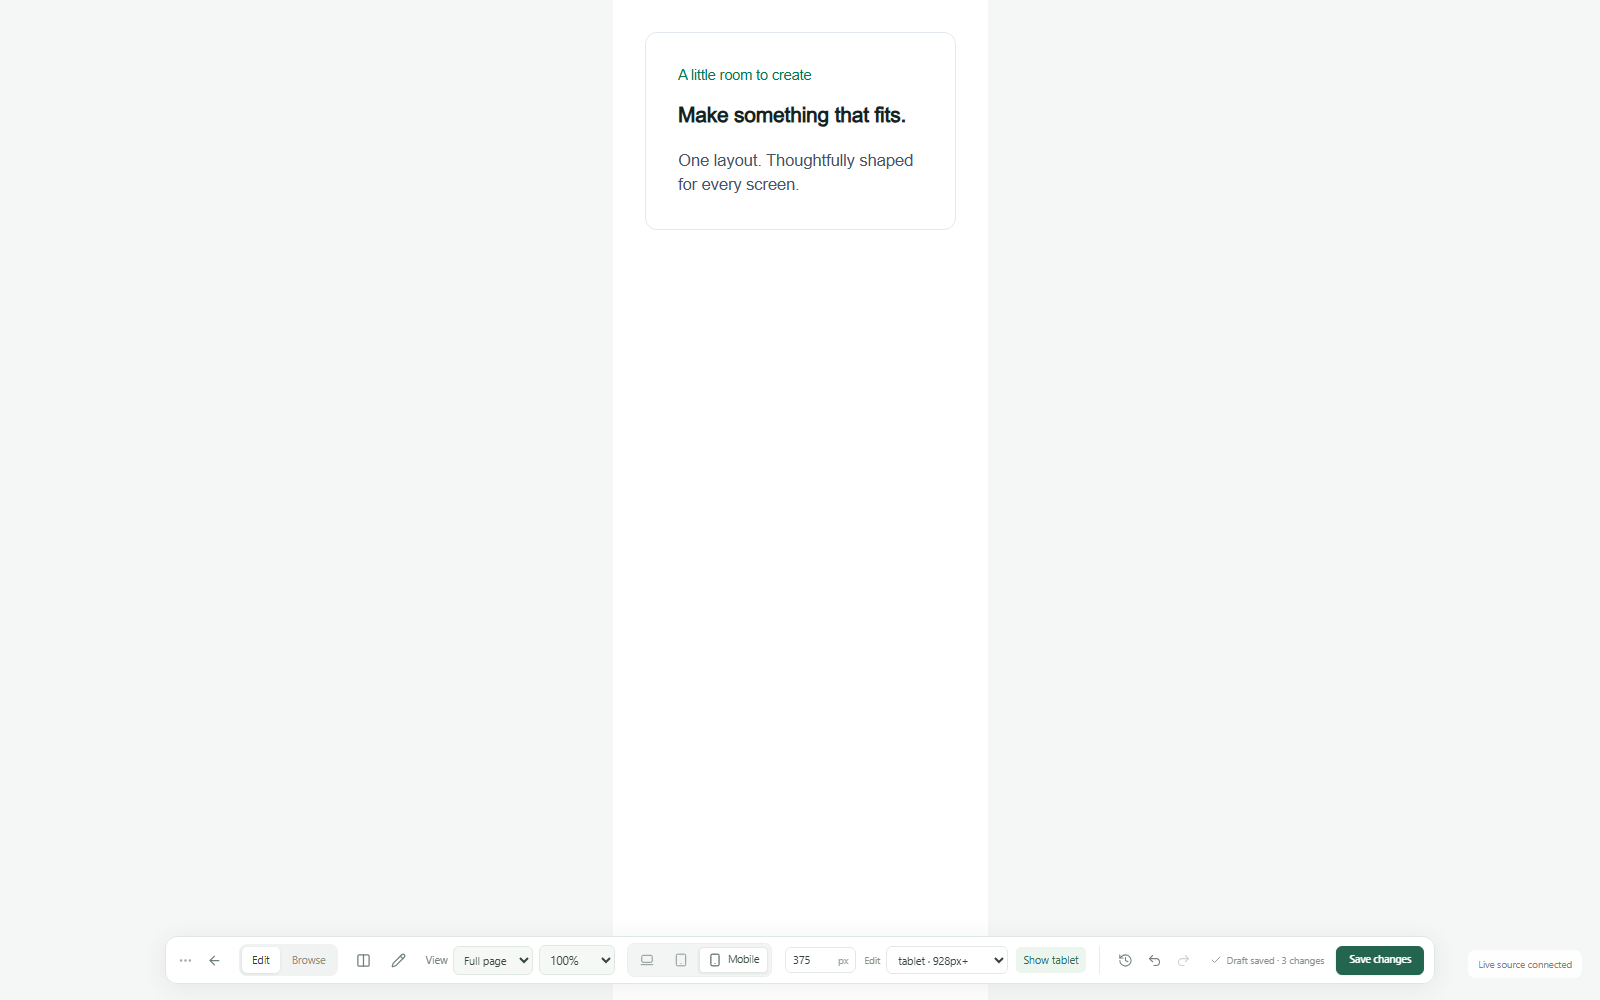 A little room to create
Make something that fits.
One layout. Thoughtfully shaped
for every screen.
Edit
Browse
View
Full page
100%
Mobile
375 px
Edit
tablet · 928px+
Show tablet
Draft saved · 3 changes
Save changes
Live source connected